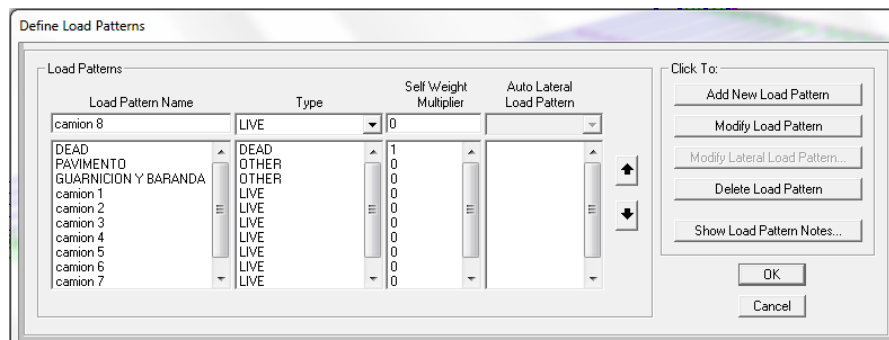 Define Load Patterns
Load Patterns
Load Pattern Name Type Self Weight Multiplier Auto Lateral Load Pattern
camion 8 LIVE 0
DEAD DEAD 1
PAVIMENTO OTHER 0
GUARNICION Y BARANDA OTHER 0
camion 1 LIVE 0
camion 2 LIVE 0
camion 3 LIVE 0
camion 4 LIVE 0
camion 5 LIVE 0
camion 6 LIVE 0
camion 7 LIVE 0
Click To:
Add New Load Pattern
Modify Load Pattern
Modify Lateral Load Pattern...
Delete Load Pattern
Show Load Pattern Notes...
OK
Cancel